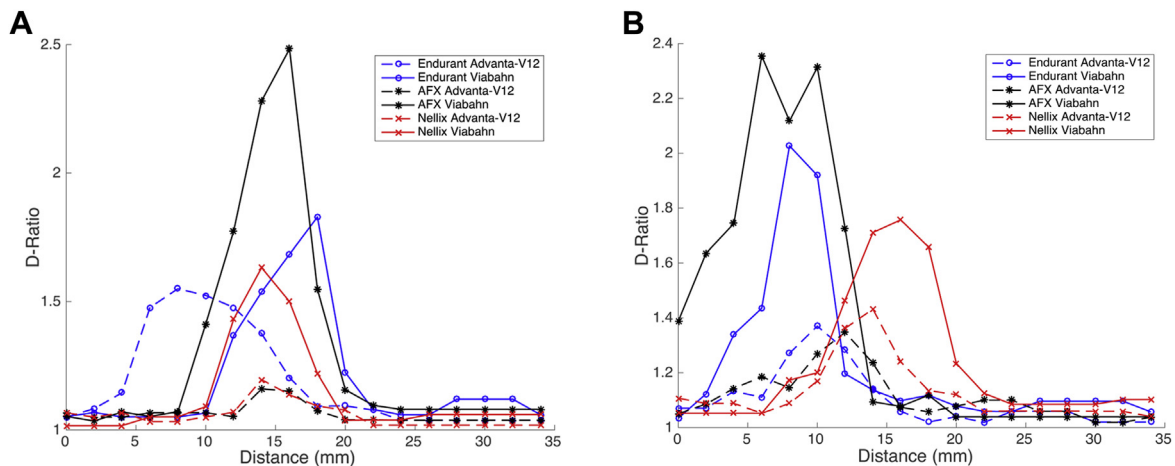 A
2.5
2
1.5
1
D-Ratio
0
5
10
15
20
25
30
35
Distance (mm)
Endurant Advanta-V12
Endurant Viabahn
AFX Advanta-V12
AFX Viabahn
Nellix Advanta-V12
Nellix Viabahn
B
2.4
2.2
2
1.8
1.6
1.4
1.2
1
D-Ratio
0
5
10
15
20
25
30
35
Distance (mm)
Endurant Advanta-V12
Endurant Viabahn
AFX Advanta-V12
AFX Viabahn
Nellix Advanta-V12
Nellix Viabahn